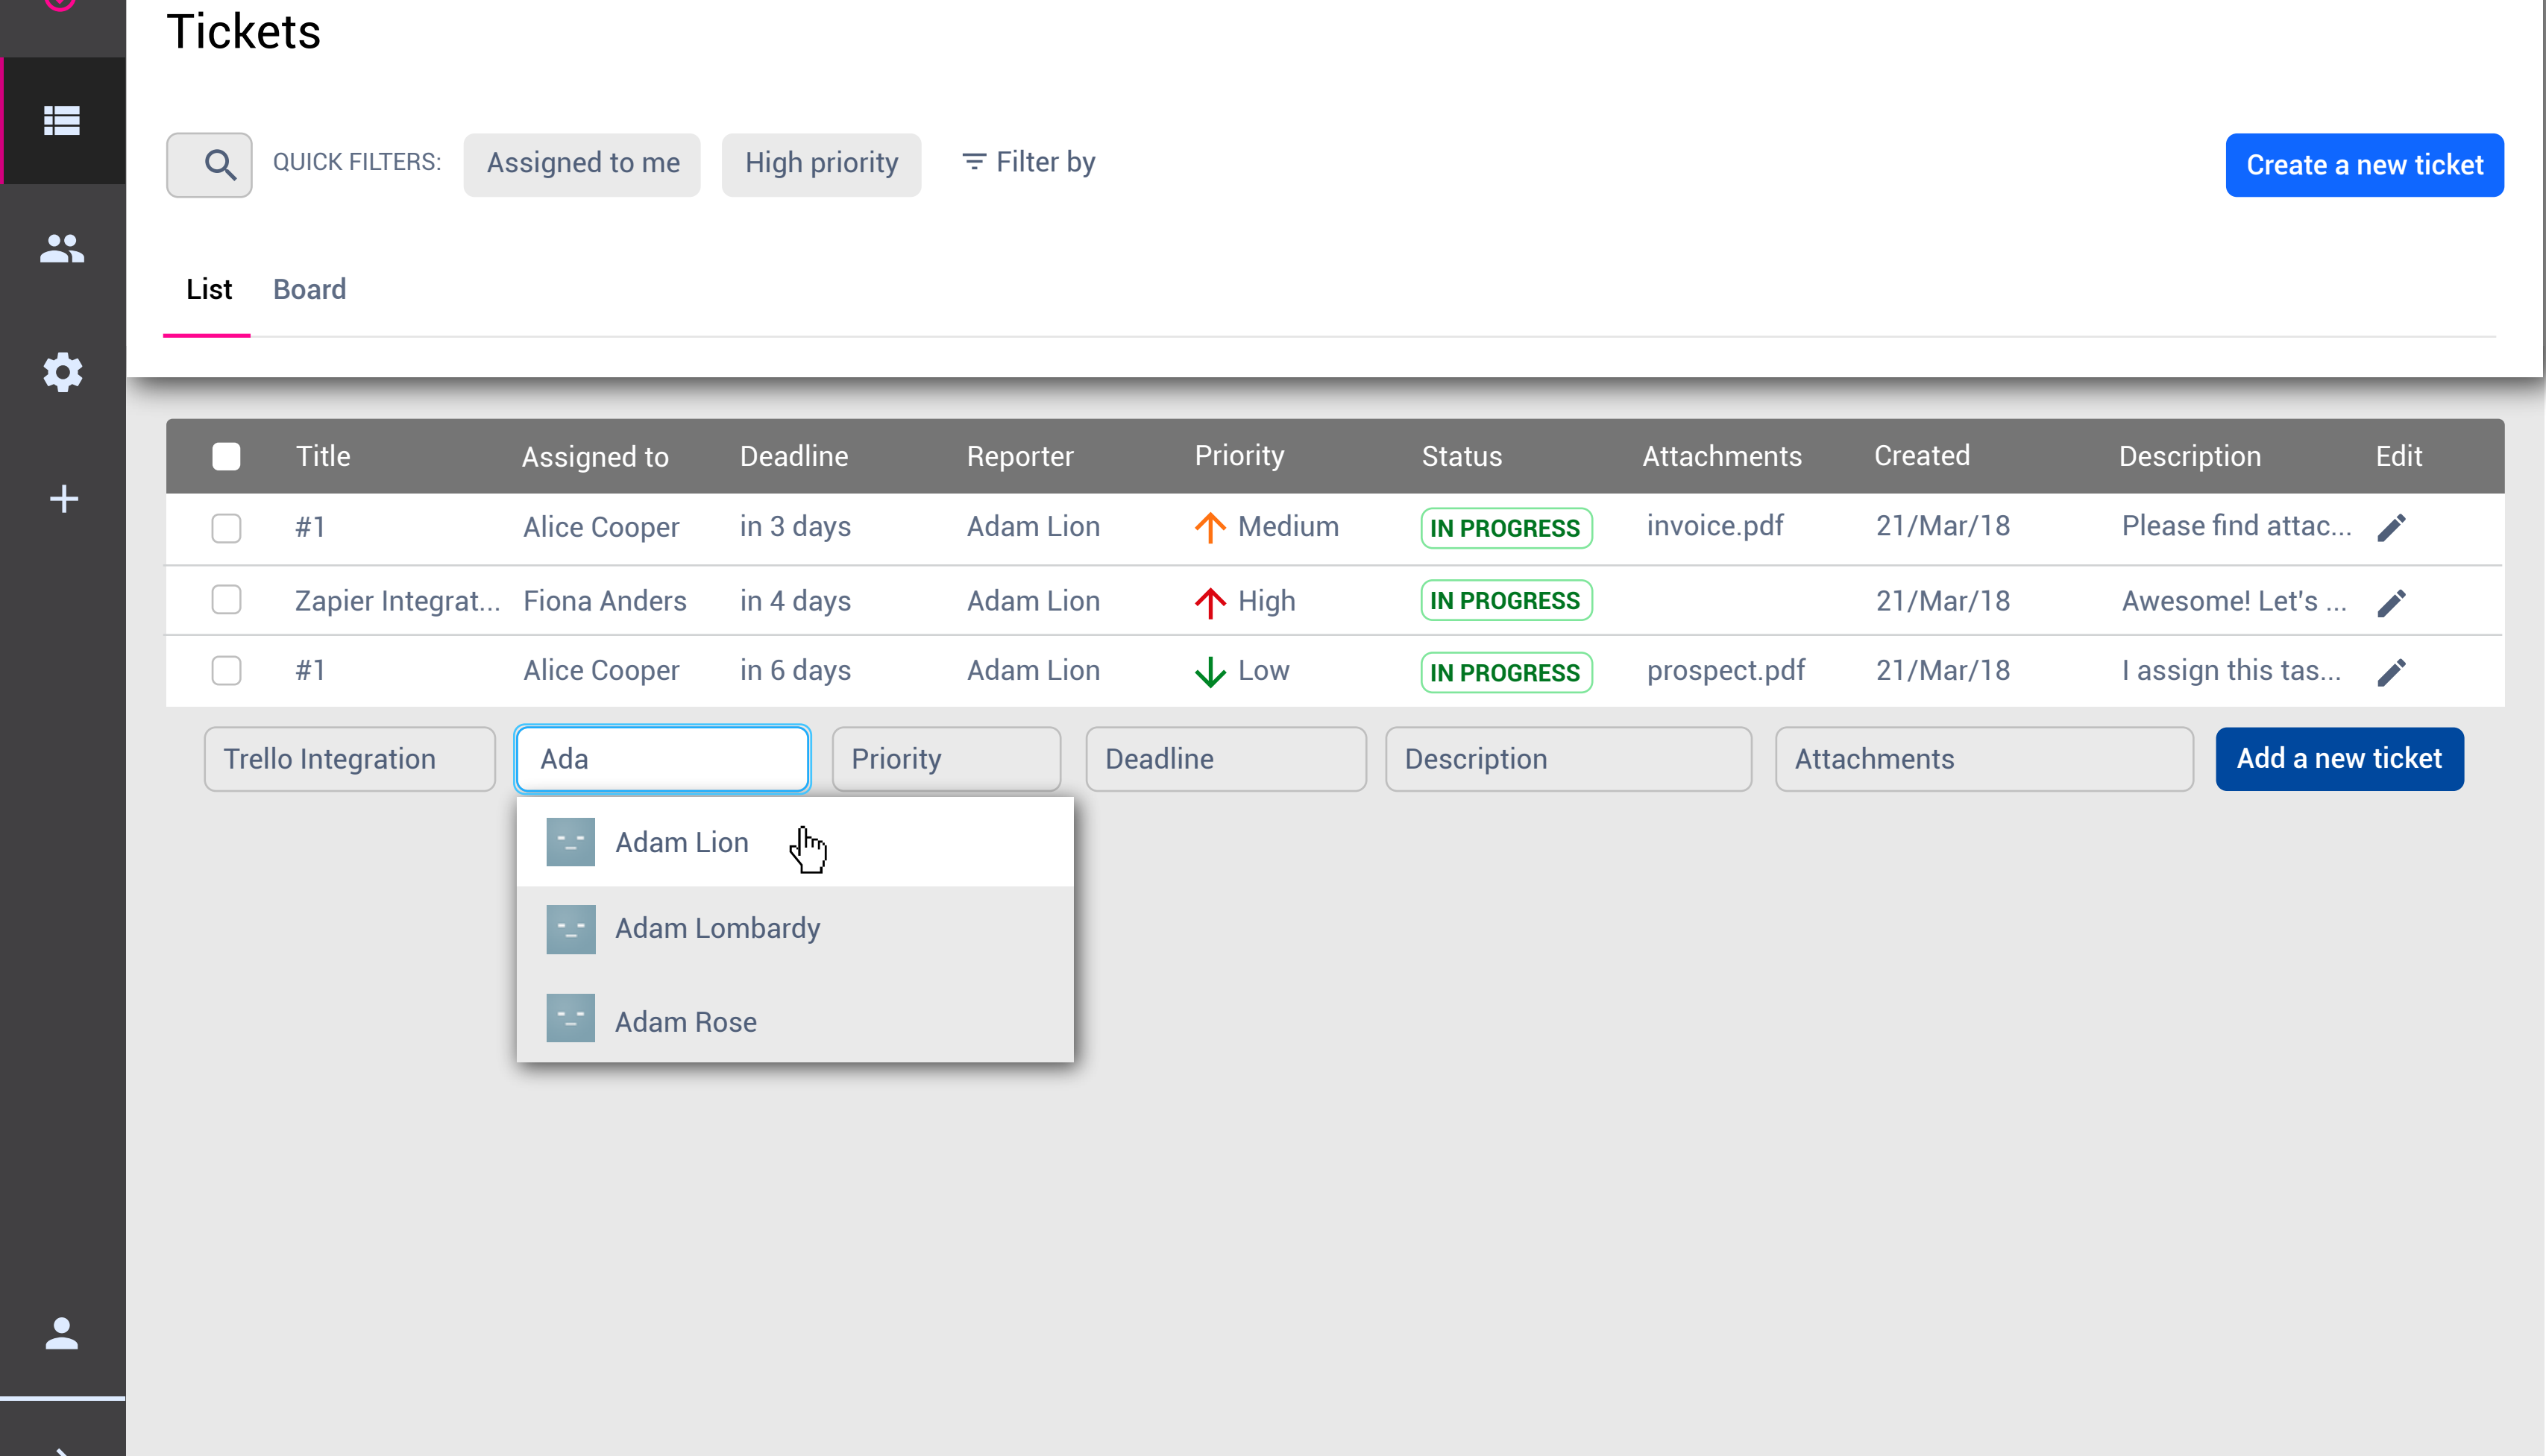 Tickets
QUICK FILTERS: Assigned to me High priority Filter by Create a new ticket
List Board
Title Assigned to Deadline Reporter Priority Status Attachments Created Description Edit
#1 Alice Cooper in 3 days Adam Lion Medium IN PROGRESS invoice.pdf 21/Mar/18 Please find attac...
Zapier Integrat... Fiona Anders in 4 days Adam Lion High IN PROGRESS 21/Mar/18 Awesome! Let's ...
#1 Alice Cooper in 6 days Adam Lion Low IN PROGRESS prospect.pdf 21/Mar/18 I assign this tas...
Trello Integration Ada Priority Deadline Description Attachments Add a new ticket
Adam Lion
Adam Lombardy
Adam Rose